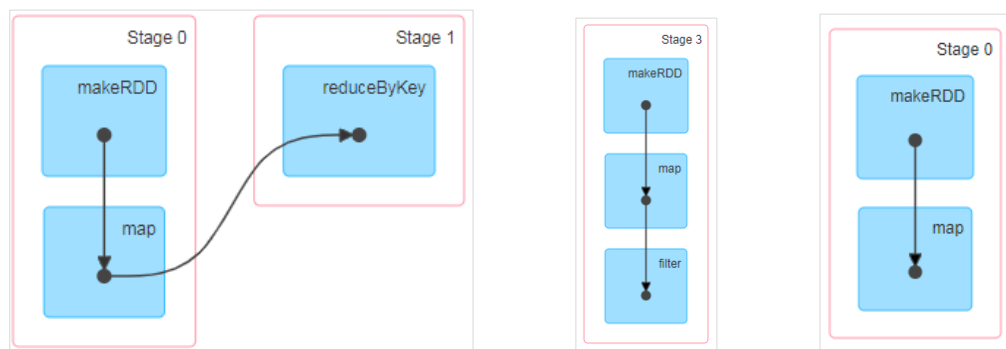 Stage 0
makeRDD
map
Stage 1
reduceByKey
Stage 3
makeRDD
map
filter
Stage 0
makeRDD
map